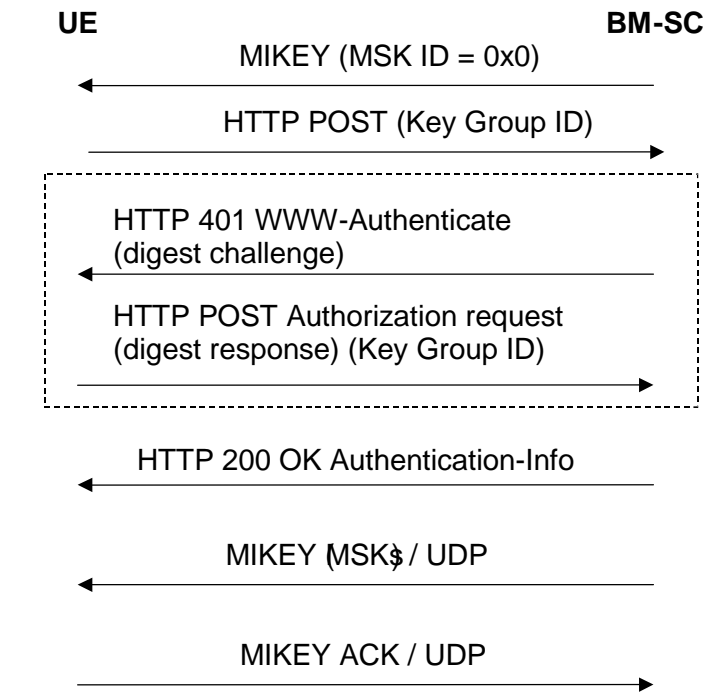 UE BM-SC
MIKEY (MSK ID = 0x0)
HTTP POST (Key Group ID)
HTTP 401 WWW-Authenticate
(digest challenge)
HTTP POST Authorization request
(digest response) (Key Group ID)
HTTP 200 OK Authentication-Info
MIKEY / UDP
MIKEY ACK / UDP